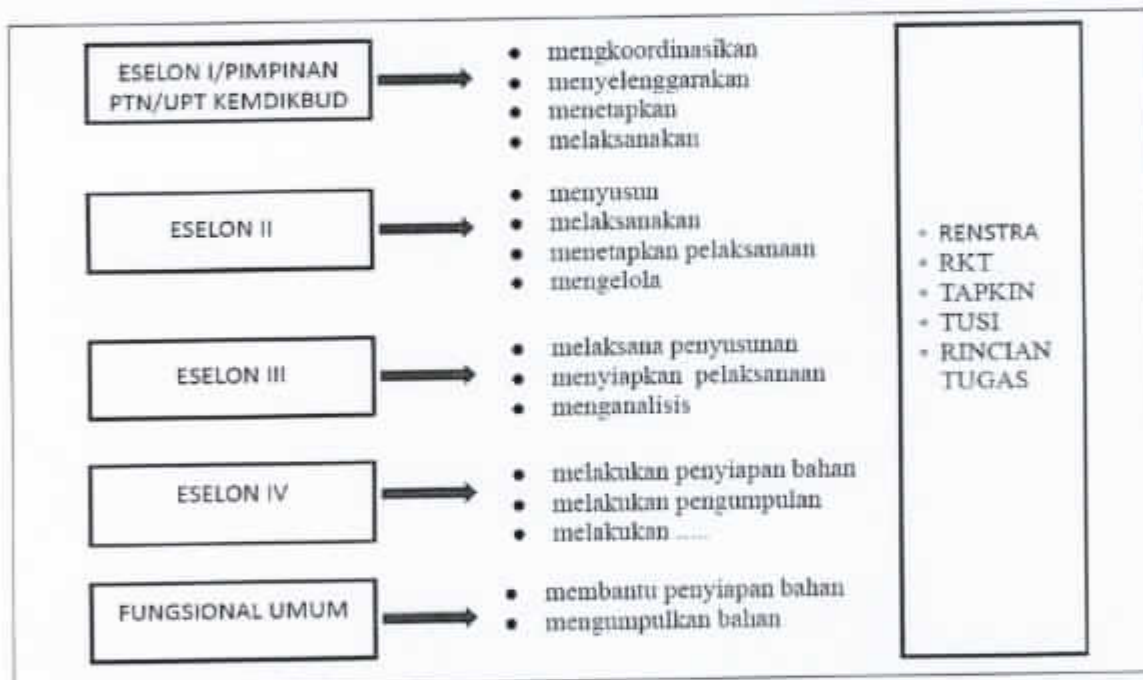 ESELON I/PIMPINAN
PTN/UPT KEMDIKBUD
• mengkoordinasikan
• menyelenggarakan
• menetapkan
• melaksanakan
ESELON II
• menyusun
• melaksanakan
• menetapkan pelaksanaan
• mengelola
ESELON III
• melaksana penyusunan
• menyiapkan pelaksanaan
• menganalisis
ESELON IV
• melakukan penyiapan bahan
• melakukan pengumpulan
• melakukan .....
FUNGSIONAL UMUM
• membantu penyiapan bahan
• mengumpulkan bahan
• RENSTRA
• RKT
• TAPKIN
• TUSI
• RINCIAN
TUGAS